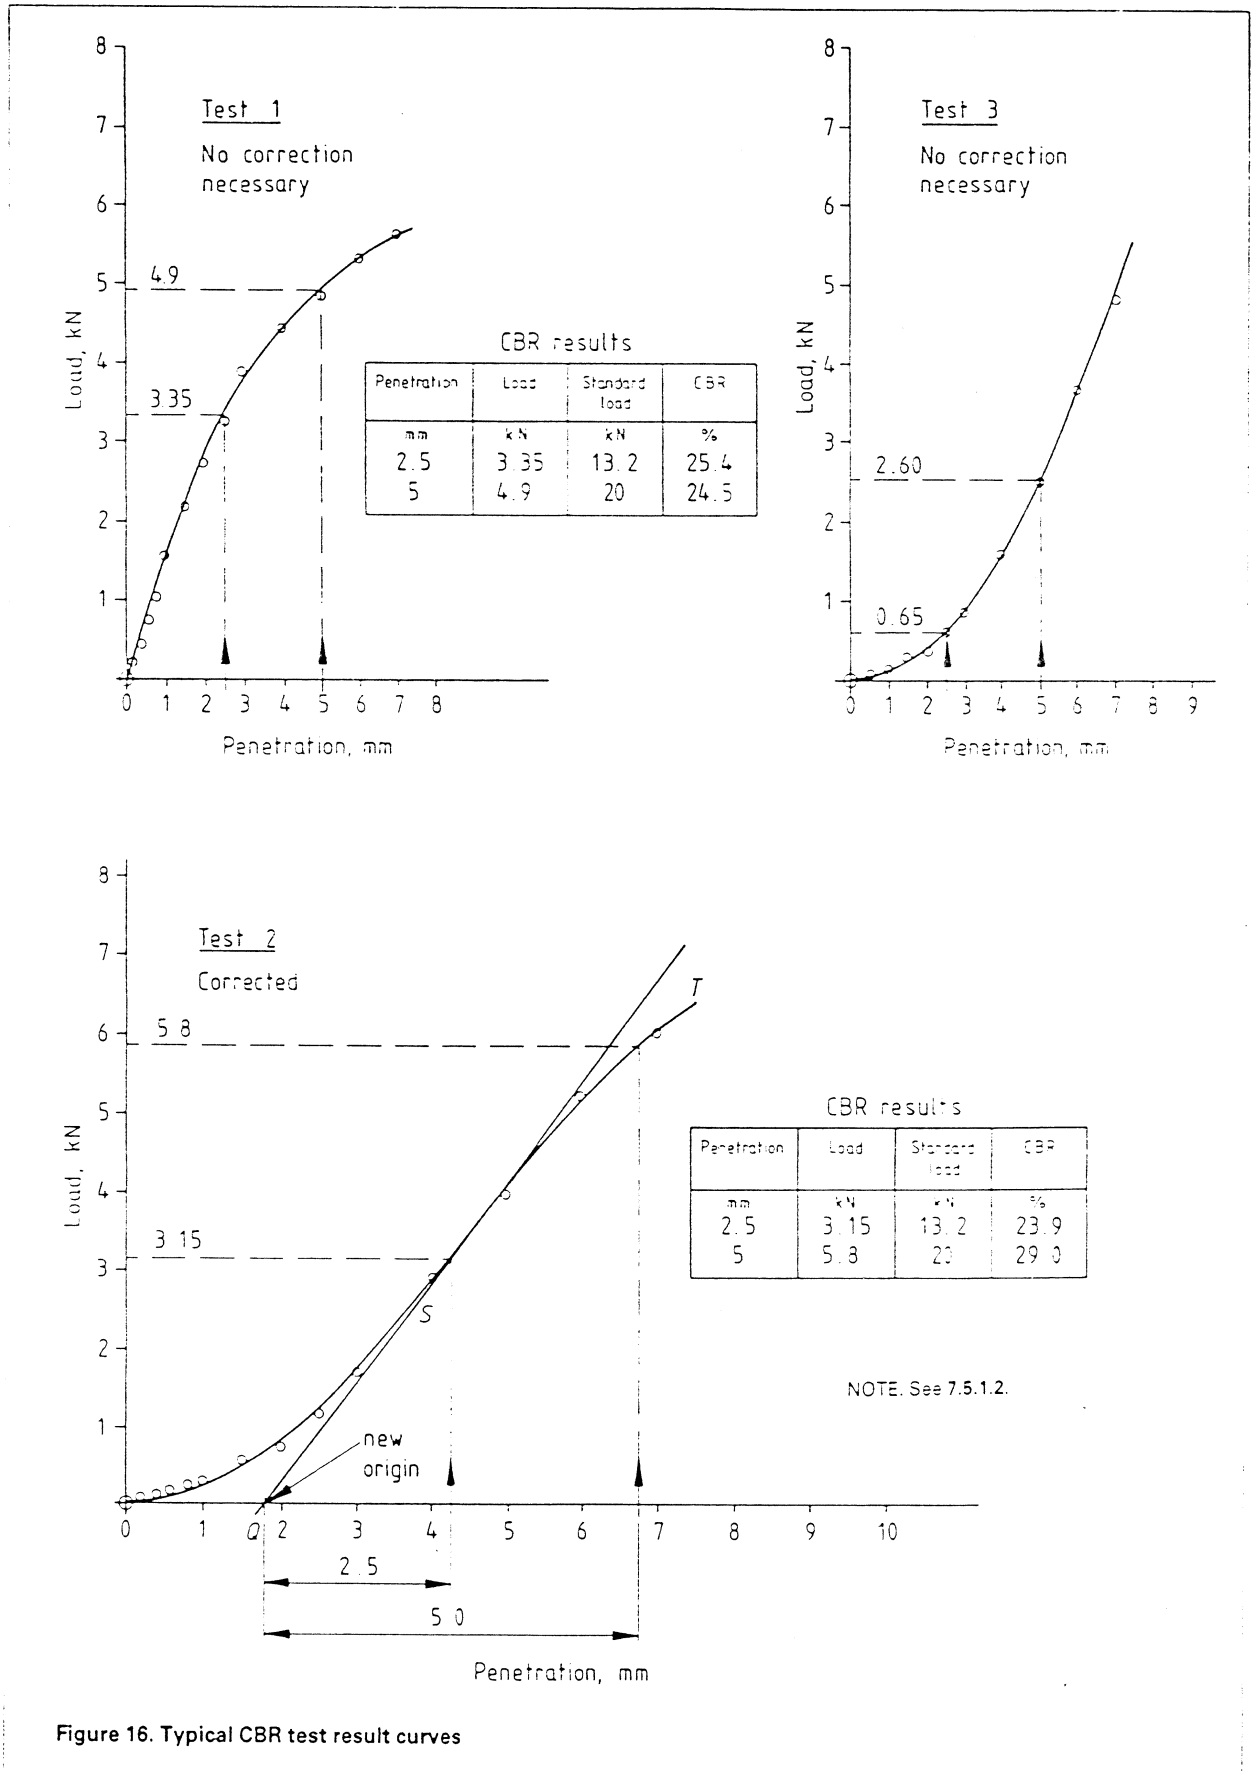 Test 1
No correction
necessary
8
7
6
5
4
3
2
1
4.9
3.35
Load, kN
0 1 2 3 4 5 6 7 8
Penetration, mm
CBR results
Penetration Load Standard load CBR
mm kN kN %
2.5 3.35 13.2 25.4
5 4.9 20 24.5
Test 3
No correction
necessary
8
7
6
5
4
3
2
1
2.60
0.65
Load, kN
0 1 2 3 4 5 6 7 8 9
Penetration, mm
Test 2
Corrected
8
7
6
5
4
3
2
1
5 8
3 15
Load, kN
T
S
new
origin
0 1 Q 2 3 4 5 6 7 8 9 10
2.5
5 0
Penetration, mm
CBR results
Penetration Load Standard load CBR
mm kN kN %
2.5 3.15 13.2 23.9
5 5.8 20 29 0
NOTE. See 7.5.1.2.
Figure 16. Typical CBR test result curves